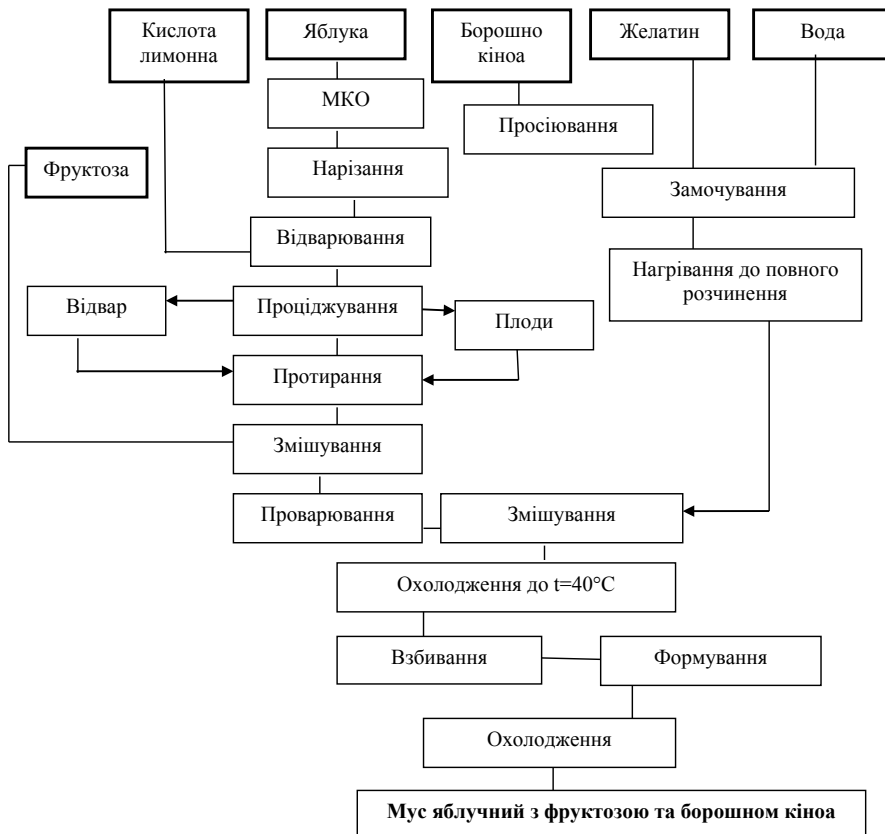 Кислота
лимонна
Яблука
Борошно
кіноа
Желатин
Вода
МКО
Просіювання
Фруктоза
Нарізання
Замочування
Відварювання
Нагрівання до повного
розчинення
Відвар
Проціджування
Плоди
Протирання
Змішування
Проварювання
Змішування
Охолодження до t=40°C
Взбивання
Формування
Охолодження
Мус яблучний з фруктозою та борошном кіноа